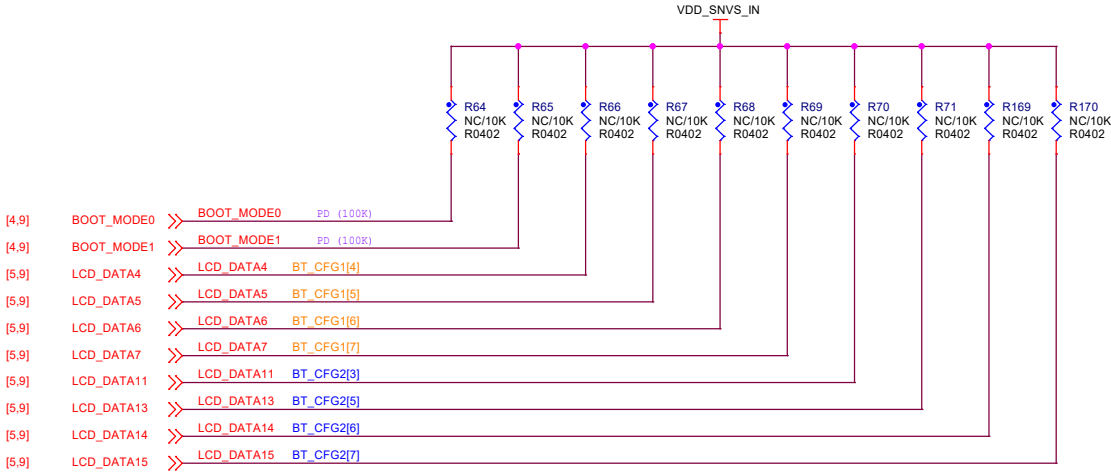 VDD_SNVS_IN
R64 R65 R66 R67 R68 R69 R70 R71 R169 R170
NC/10K NC/10K NC/10K NC/10K NC/10K NC/10K NC/10K NC/10K NC/10K NC/10K
R0402 R0402 R0402 R0402 R0402 R0402 R0402 R0402 R0402 R0402
[4,9] BOOT_MODE0 BOOT_MODE0 PD (100K)
[4,9] BOOT_MODE1 BOOT_MODE1 PD (100K)
[5,9] LCD_DATA4 LCD_DATA4 BT_CFG1[4]
[5,9] LCD_DATA5 LCD_DATA5 BT_CFG1[5]
[5,9] LCD_DATA6 LCD_DATA6 BT_CFG1[6]
[5,9] LCD_DATA7 LCD_DATA7 BT_CFG1[7]
[5,9] LCD_DATA11 LCD_DATA11 BT_CFG2[3]
[5,9] LCD_DATA13 LCD_DATA13 BT_CFG2[5]
[5,9] LCD_DATA14 LCD_DATA14 BT_CFG2[6]
[5,9] LCD_DATA15 LCD_DATA15 BT_CFG2[7]